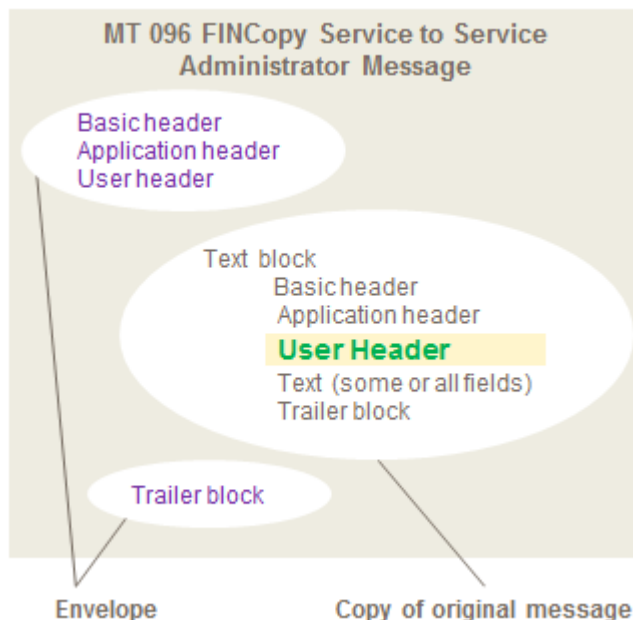 MT 096 FINCopy Service to Service
Administrator Message
Basic header
Application header
User header
Text block
Basic header
Application header
User Header
Text (some or all fields)
Trailer block
Trailer block
Envelope
Copy of original message